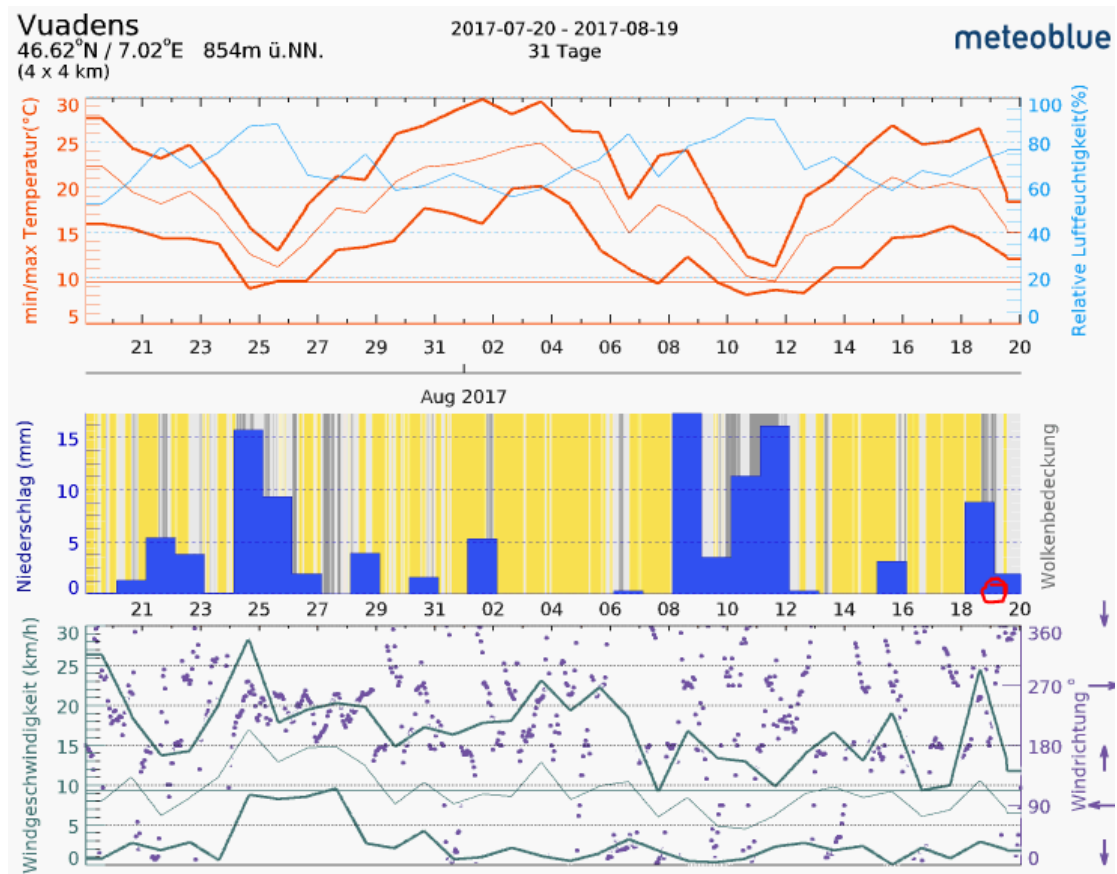 Vuadens
46.62°N / 7.02°E 854m ü.NN.
(4 x 4 km)
2017-07-20 - 2017-08-19
31 Tage
meteoblue
min/max Temperatur(°C)
30
25
20
15
10
5
Relative Luftfeuchtigkeit(%)
100
80
60
40
20
0
21 23 25 27 29 31 02 04 06 08 10 12 14 16 18 20
Aug 2017
Niederschlag (mm)
15
10
5
0
Wolkenbedeckung
21 23 25 27 29 31 02 04 06 08 10 12 14 16 18 20
Windgeschwindigkeit (km/h)
30
25
20
15
10
5
0
360
270
180
90
0
Windrichtung °